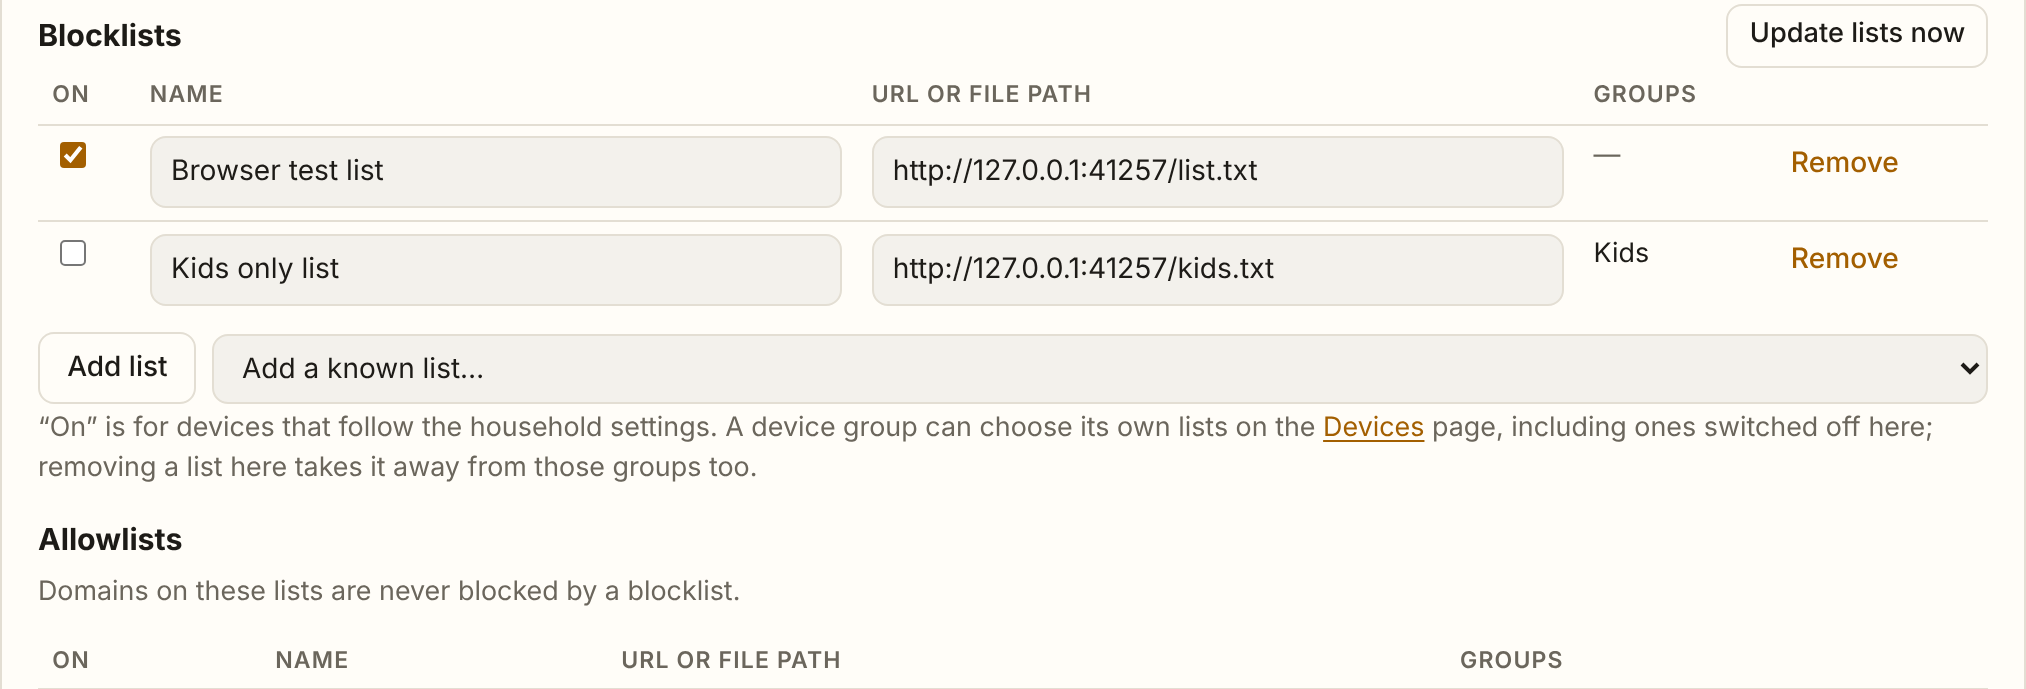 Blocklists
Update lists now
ON NAME URL OR FILE PATH GROUPS
Browser test list http://127.0.0.1:41257/list.txt — Remove
Kids only list http://127.0.0.1:41257/kids.txt Kids Remove
Add list Add a known list...
“On” is for devices that follow the household settings. A device group can choose its own lists on the Devices page, including ones switched off here;
removing a list here takes it away from those groups too.
Allowlists
Domains on these lists are never blocked by a blocklist.
ON NAME URL OR FILE PATH GROUPS